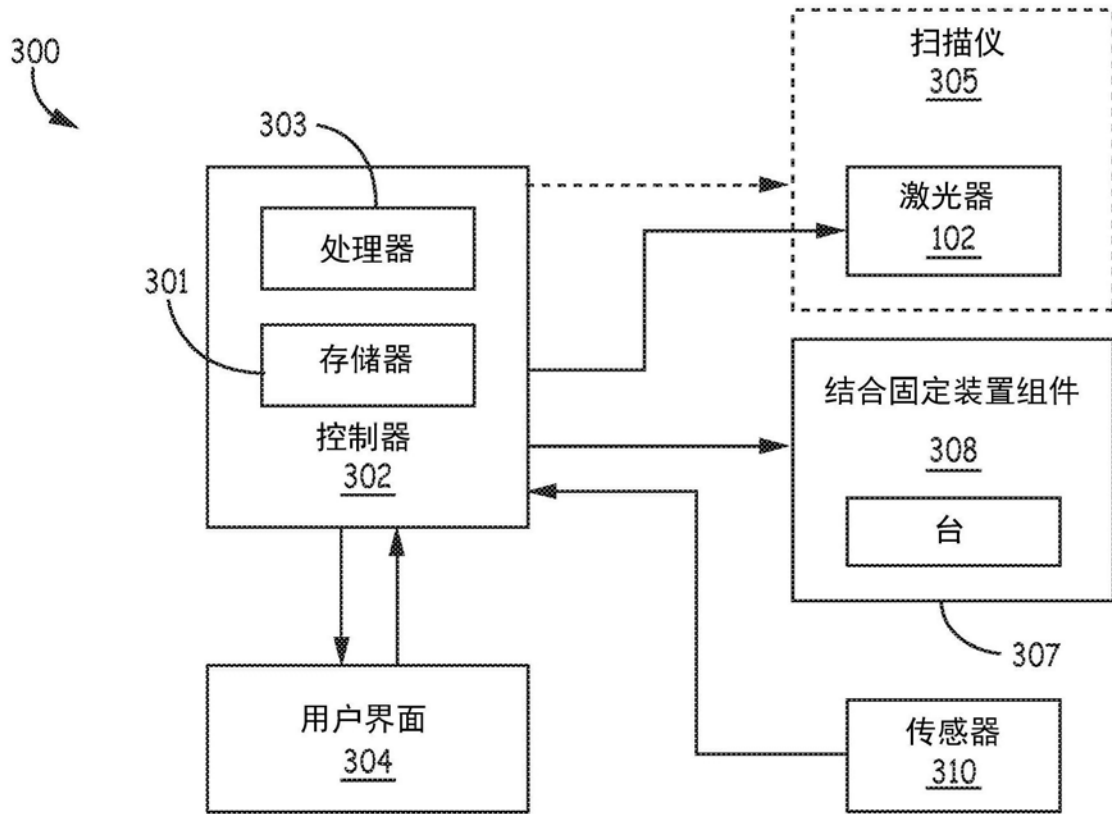 300
扫描仪
305
303
激光器
102
处理器
301
存储器
结合固定装置组件
控制器
302
308
台
307
用户界面
304
传感器
310